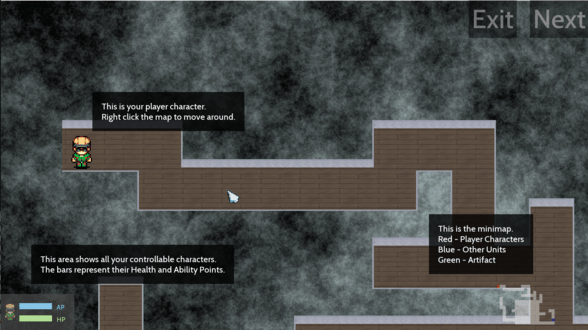 Exit Next
This is your player character.
Right click the map to move around.
This is the minimap.
Red - Player Characters
Blue - Other Units
Green - Artifact
This area shows all your controllable characters.
The bars represent their Health and Ability Points.
AP
HP